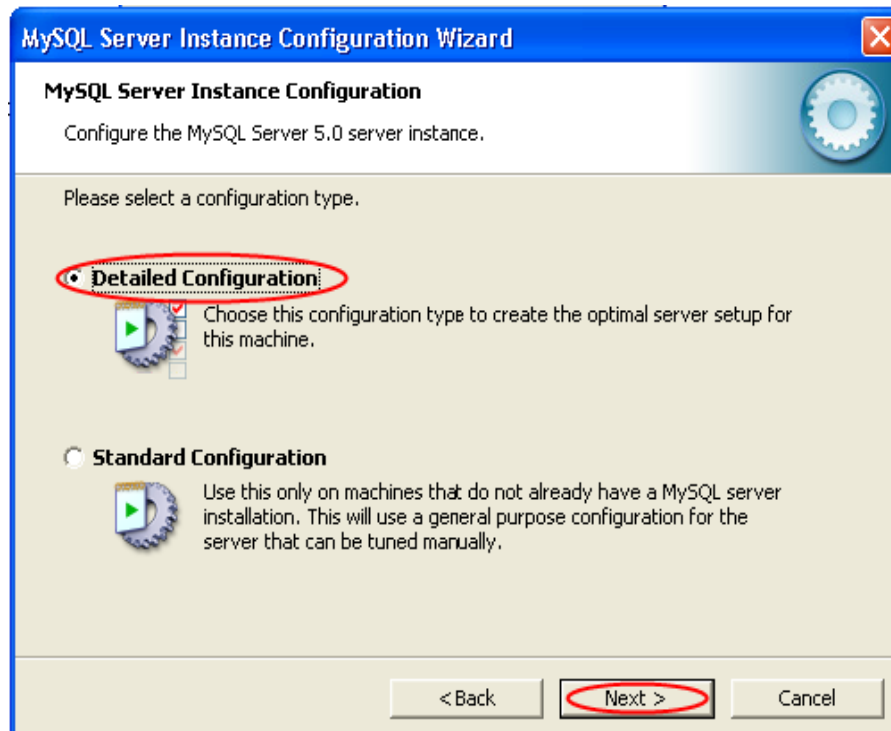 MySQL Server Instance Configuration Wizard
MySQL Server Instance Configuration
Configure the MySQL Server 5.0 server instance.
Please select a configuration type.
Detailed Configuration
Choose this configuration type to create the optimal server setup for
this machine.
Standard Configuration
Use this only on machines that do not already have a MySQL server
installation. This will use a general purpose configuration for the
server that can be tuned manually.
< Back
Next >
Cancel